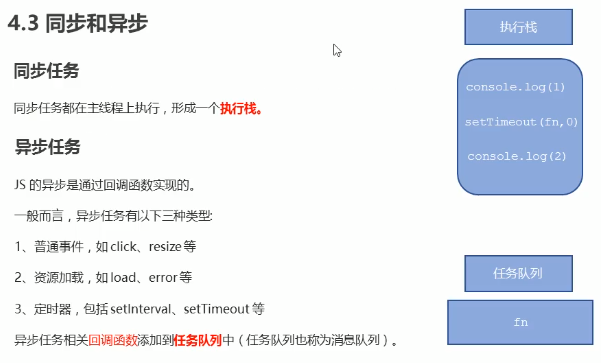 4.3 同步和异步
同步任务
同步任务都在主线程上执行，形成一个执行栈。
异步任务
JS 的异步是通过回调函数实现的。
一般而言，异步任务有以下三种类型:
1、普通事件，如 click、resize 等
2、资源加载，如 load、error 等
3、定时器，包括 setInterval、setTimeout 等
异步任务相关回调函数添加到任务队列中（任务队列也称为消息队列）。
执行栈
console.log(1)
setTimeout(fn,0)
console.log(2)
任务队列
fn